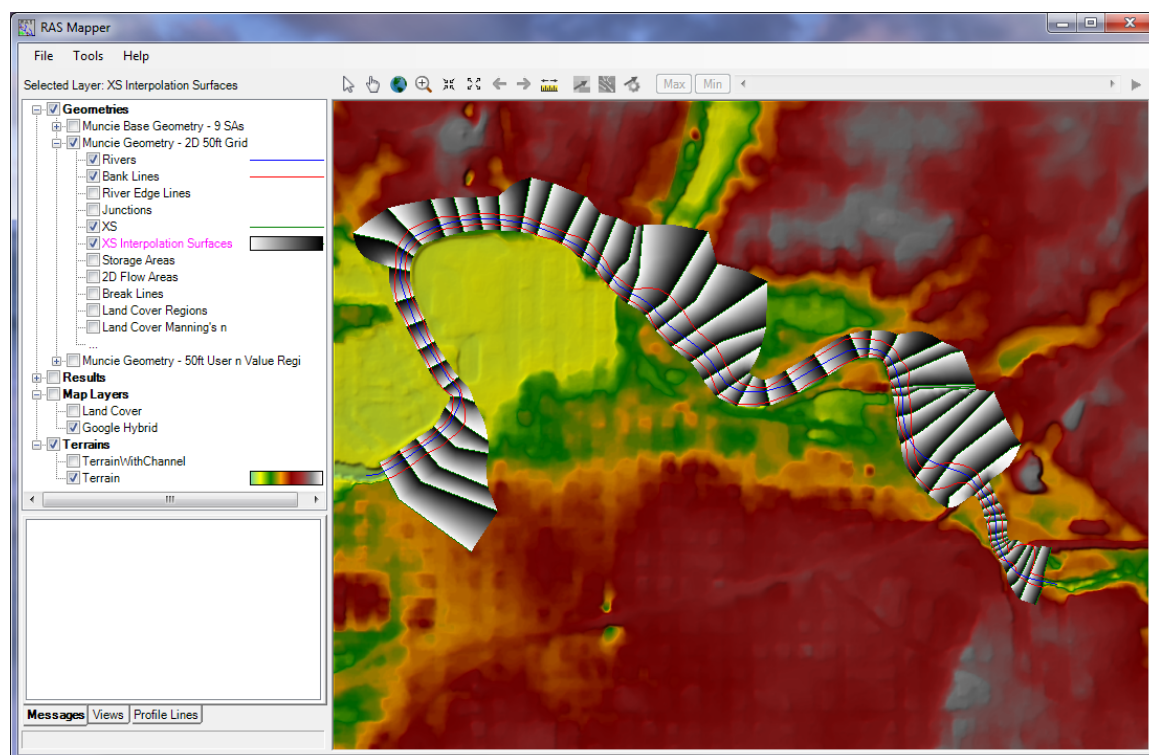 RAS Mapper
File Tools Help
Selected Layer: XS Interpolation Surfaces
Max Min
Geometries
Muncie Base Geometry - 9 SAs
Muncie Geometry - 2D 50ft Grid
Rivers
Bank Lines
River Edge Lines
Junctions
XS
XS Interpolation Surfaces
Storage Areas
2D Flow Areas
Break Lines
Land Cover Regions
Land Cover Manning's n
...
Muncie Geometry - 50ft User n Value Regi
Results
Map Layers
Land Cover
Google Hybrid
Terrains
TerrainWithChannel
Terrain
Messages Views Profile Lines